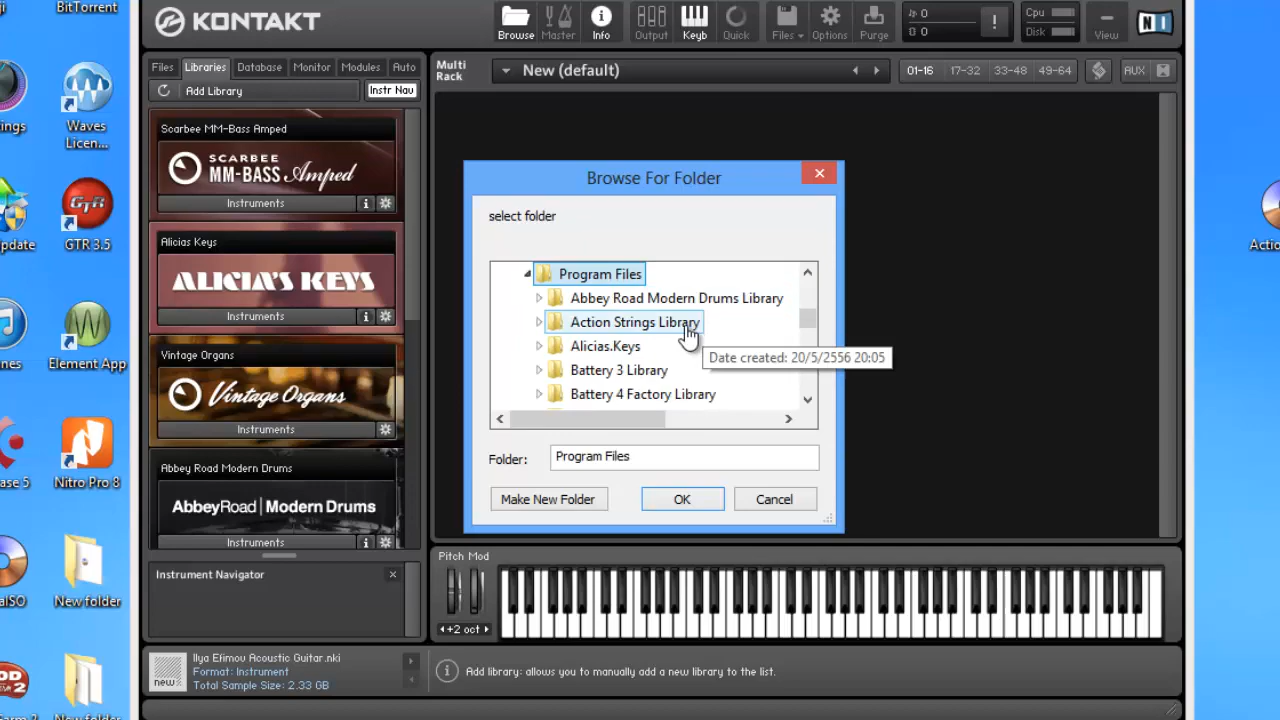 BitTorrent
Waves
Licen...
GTR 3.5
Element App
Nitro Pro 8
New folder
New folder
KONTAKT
Browse
Master
Info
Output
Keyb
Quick
Files
Options
Purge
0
0
!
Cpu
Disk
View
NI
Files
Libraries
Database
Monitor
Modules
Auto
Add Library
Instr Nav
Multi
Rack
New (default)
01-16
17-32
33-48
49-64
AUX
Scarbee MM-Bass Amped
SCARBEE
MM-BASS Amped
Instruments
Alicias Keys
ALICIA'S KEYS
Instruments
Vintage Organs
Vintage Organs
Instruments
Abbey Road Modern Drums
AbbeyRoad | Modern Drums
Instruments
Instrument Navigator
Browse For Folder
select folder
Program Files
Abbey Road Modern Drums Library
Action Strings Library
Alicias.Keys
Date created: 20/5/2556 20:05
Battery 3 Library
Battery 4 Factory Library
Folder:
Program Files
Make New Folder
OK
Cancel
Pitch Mod
+2 oct
new
Ilya Efimov Acoustic Guitar.nki
Format: Instrument
Total Sample Size: 2.33 GB
Add library: allows you to manually add a new library to the list.